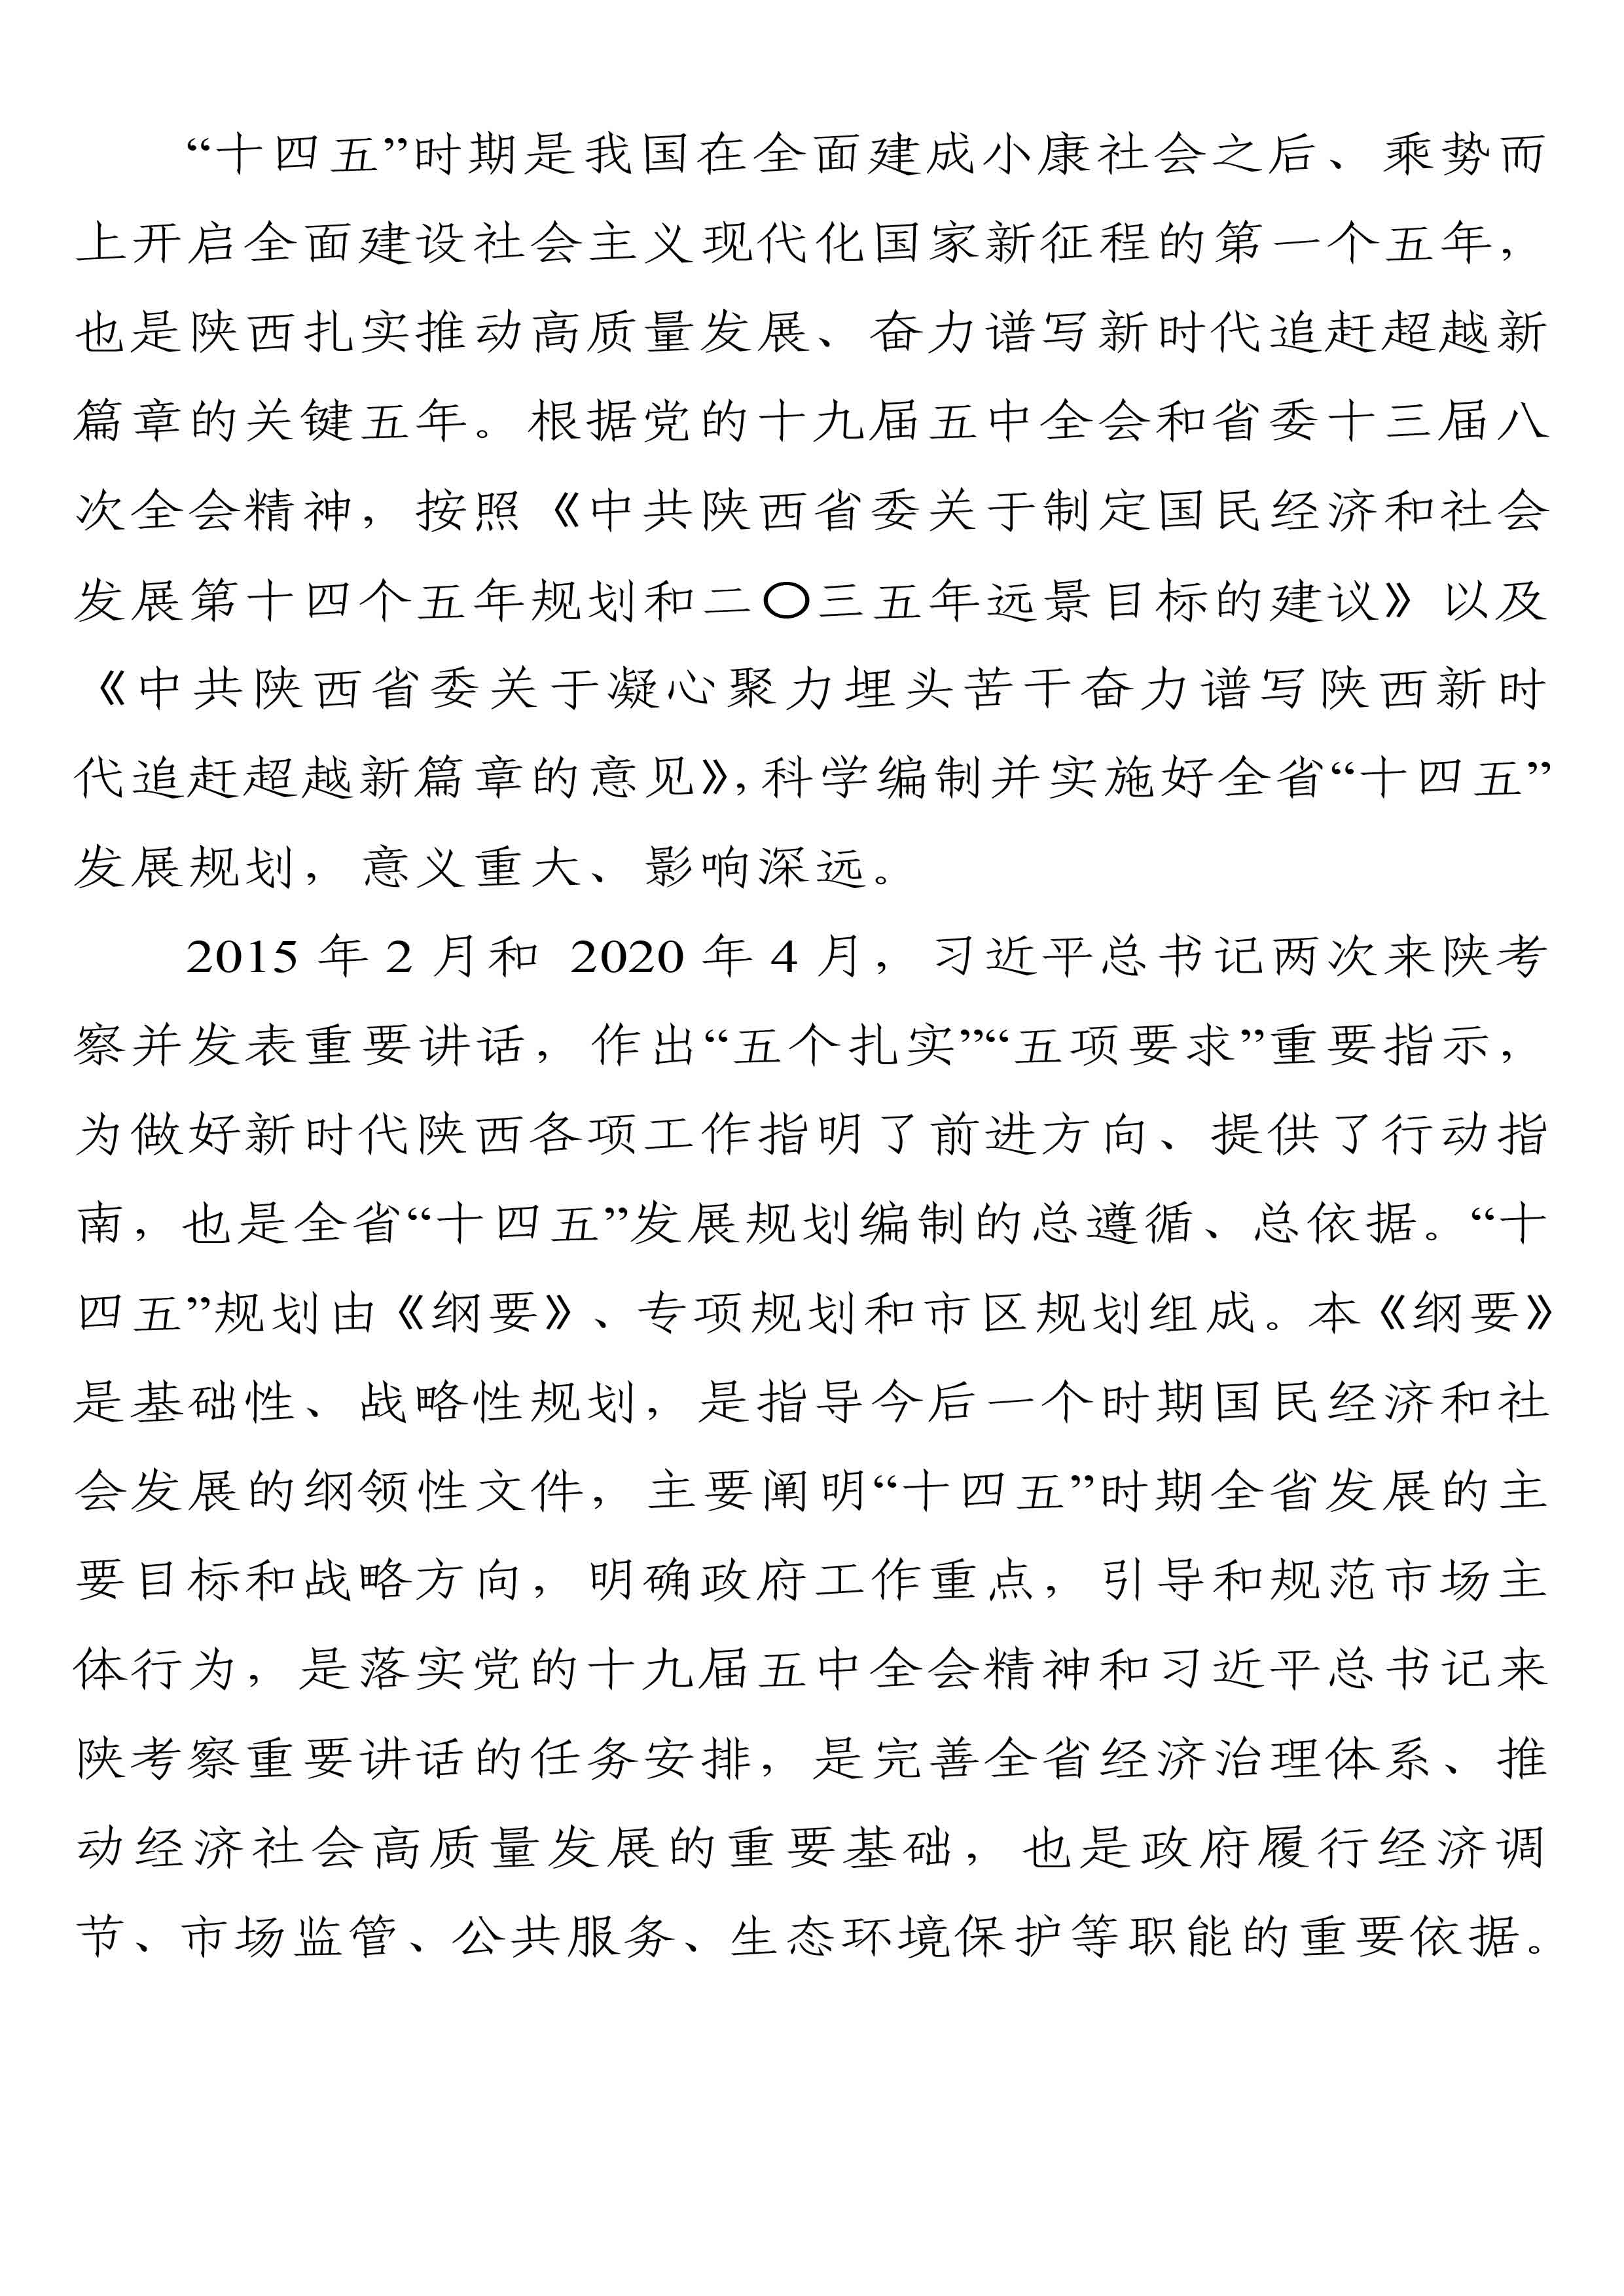 “十四五”时期是我国在全面建成小康社会之后、乘势而
上开启全面建设社会主义现代化国家新征程的第一个五年，
也是陕西扎实推动高质量发展、奋力谱写新时代追赶超越新
篇章的关键五年。根据党的十九届五中全会和省委十三届八
次全会精神，按照《中共陕西省委关于制定国民经济和社会
发展第十四个五年规划和二〇三五年远景目标的建议》以及
《中共陕西省委关于凝心聚力埋头苦干奋力谱写陕西新时
代追赶超越新篇章的意见》，科学编制并实施好全省“十四五”
发展规划，意义重大、影响深远。
2015 年 2 月和 2020 年 4 月，习近平总书记两次来陕考
察并发表重要讲话，作出“五个扎实”“五项要求”重要指示，
为做好新时代陕西各项工作指明了前进方向、提供了行动指
南，也是全省“十四五”发展规划编制的总遵循、总依据。“十
四五”规划由《纲要》、专项规划和市区规划组成。本《纲要》
是基础性、战略性规划，是指导今后一个时期国民经济和社
会发展的纲领性文件，主要阐明“十四五”时期全省发展的主
要目标和战略方向，明确政府工作重点，引导和规范市场主
体行为，是落实党的十九届五中全会精神和习近平总书记来
陕考察重要讲话的任务安排，是完善全省经济治理体系、推
动经济社会高质量发展的重要基础，也是政府履行经济调
节、市场监管、公共服务、生态环境保护等职能的重要依据。